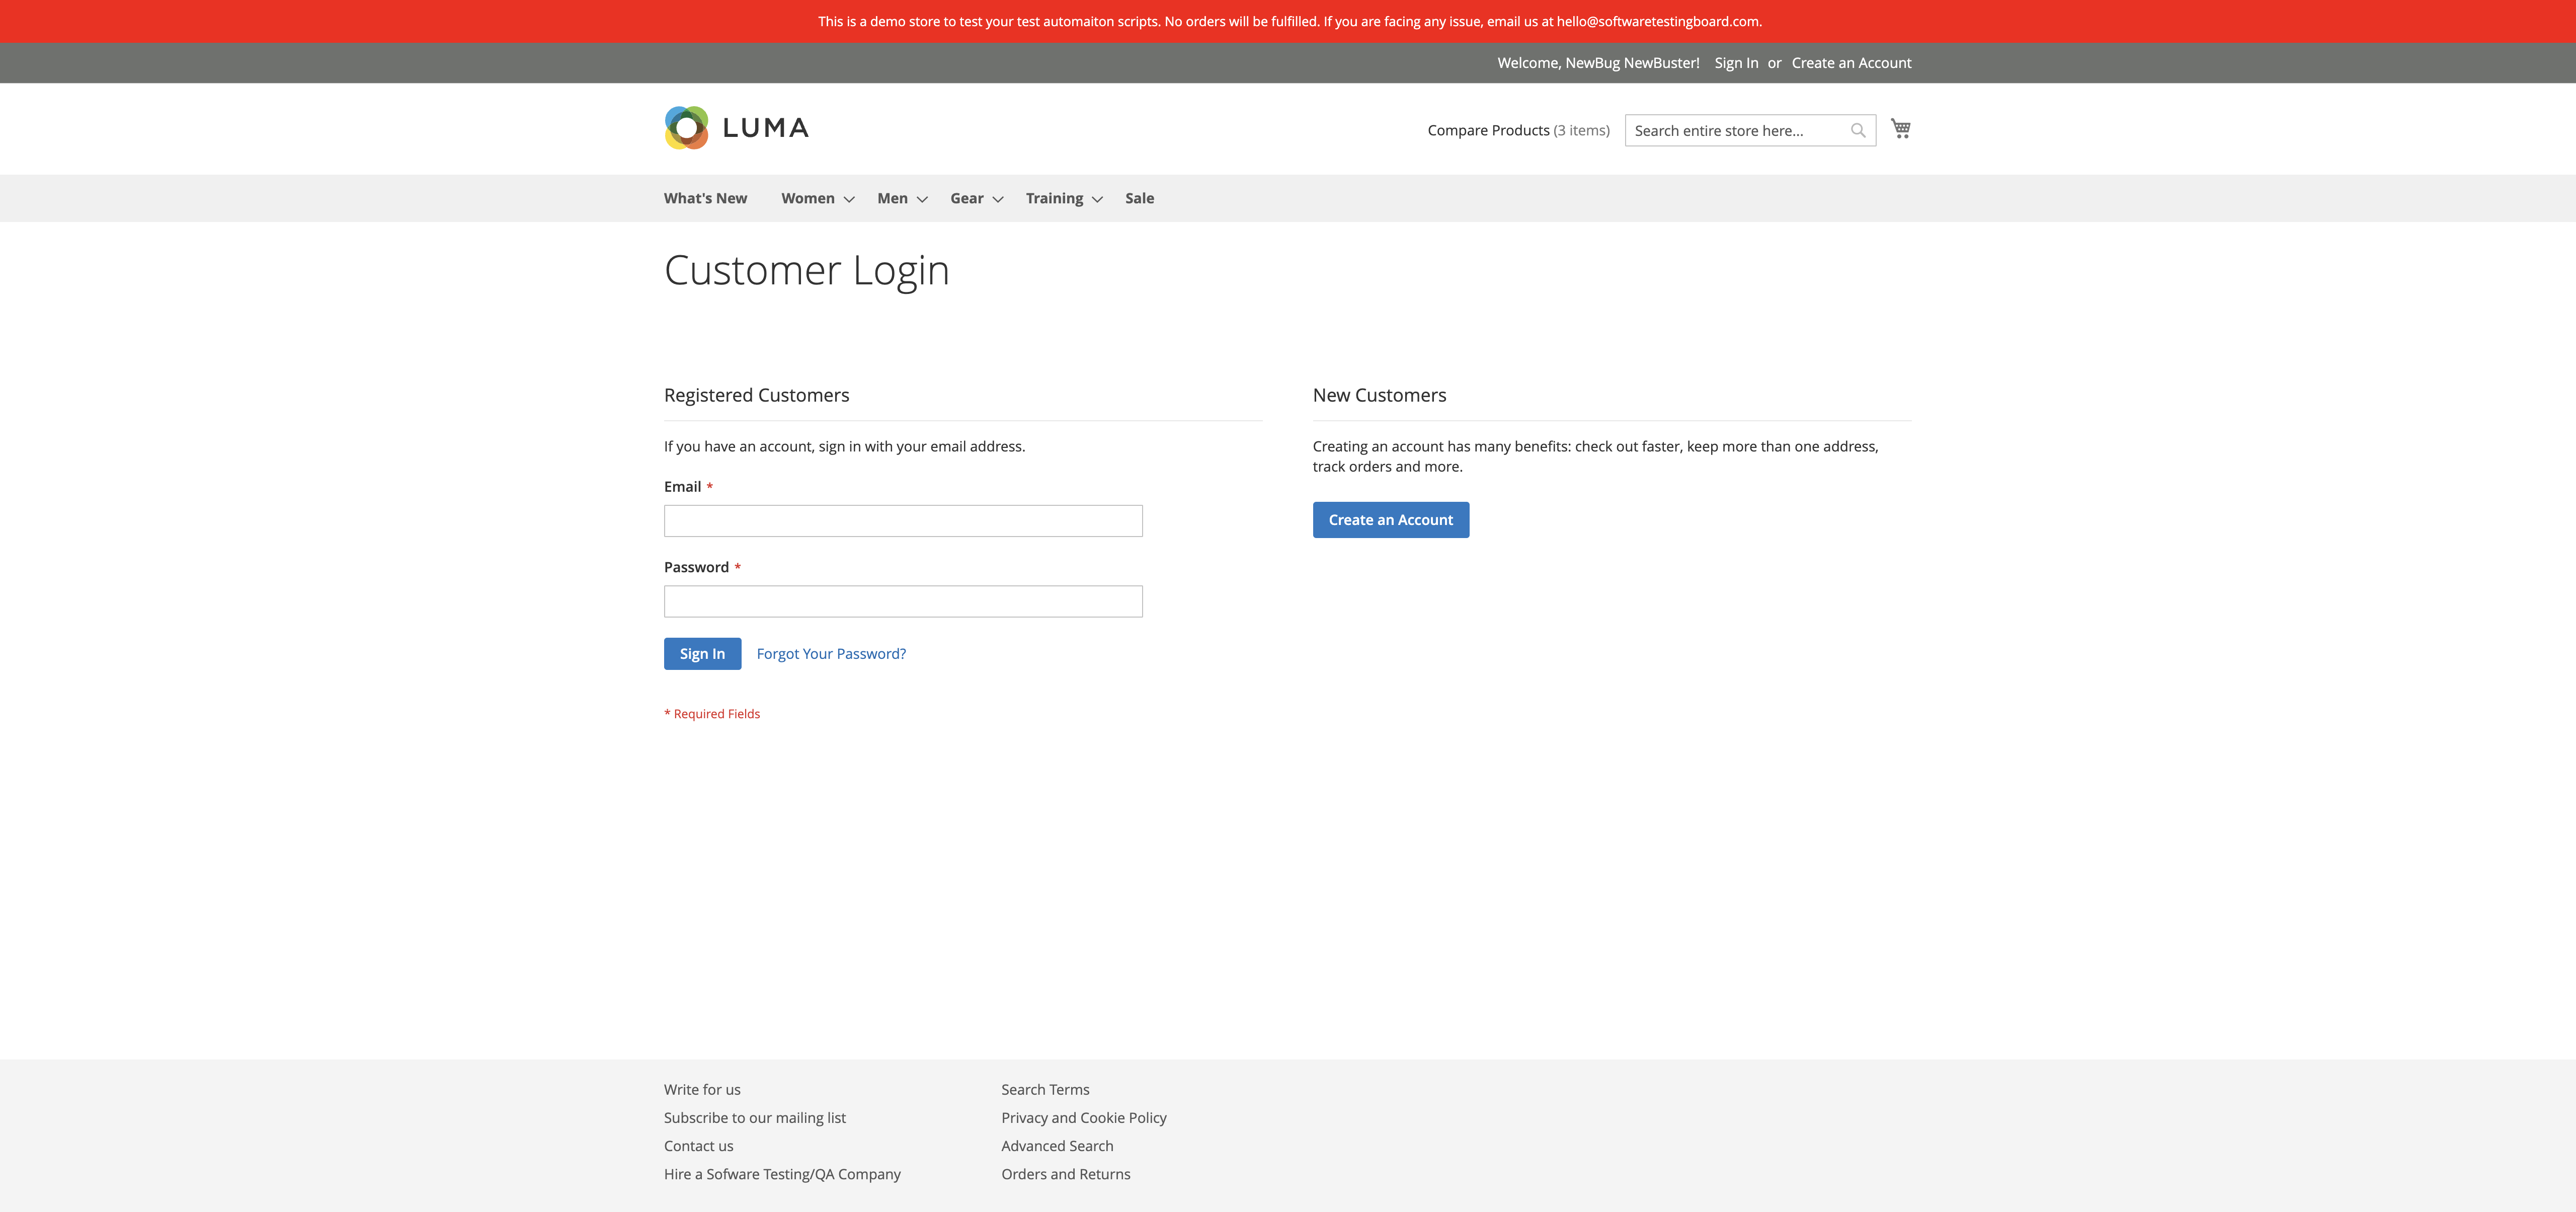 This is a demo store to test your test automaiton scripts. No orders will be fulfilled. If you are facing any issue, email us at hello@softwaretestingboard.com.
Welcome, NewBug NewBuster! Sign In or Create an Account
LUMA
Compare Products (3 items)
Search entire store here...
What's New Women Men Gear Training Sale
Customer Login
Registered Customers
If you have an account, sign in with your email address.
Email *
Password *
Sign In Forgot Your Password?
* Required Fields
New Customers
Creating an account has many benefits: check out faster, keep more than one address,
track orders and more.
Create an Account
Write for us
Subscribe to our mailing list
Contact us
Hire a Sofware Testing/QA Company
Search Terms
Privacy and Cookie Policy
Advanced Search
Orders and Returns